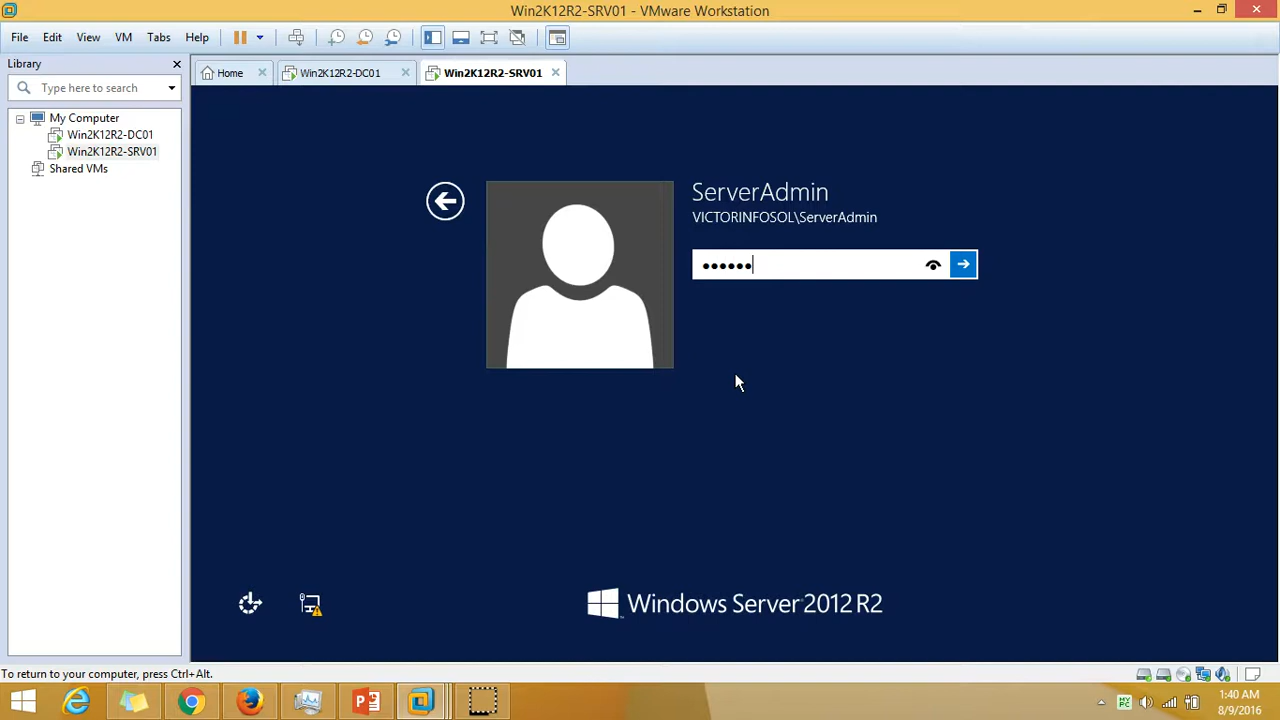 Win2K12R2-SRV01 - VMware Workstation
File Edit View VM Tabs Help
Library
Home Win2K12R2-DC01 Win2K12R2-SRV01
Type here to search
My Computer
Win2K12R2-DC01
Win2K12R2-SRV01
Shared VMs
ServerAdmin
VICTORINFOSOL\ServerAdmin
Windows Server 2012 R2
To return to your computer, press Ctrl+Alt.
1:40 AM
8/9/2016